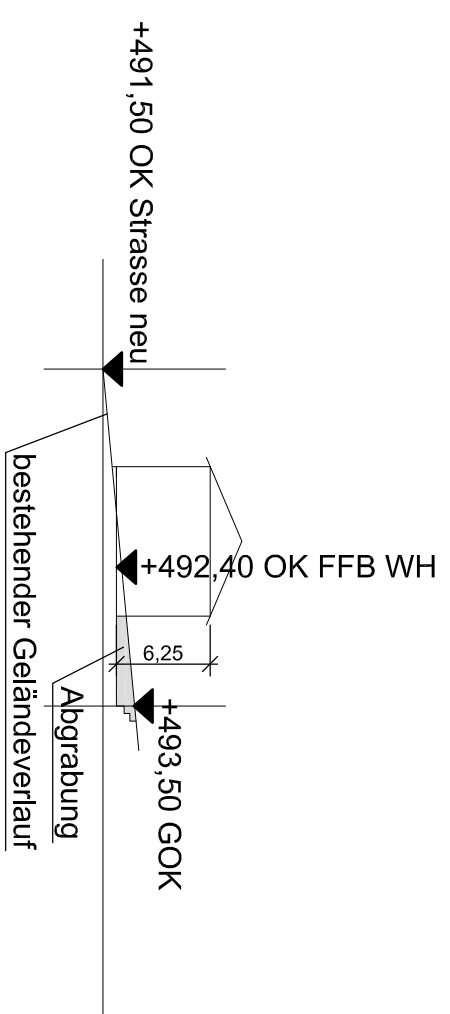 +491,50 OK Strasse neu
+492,40 OK FFB WH
6,25
+493,50 GOK
Abgrabung
bestehender Geländeverlauf